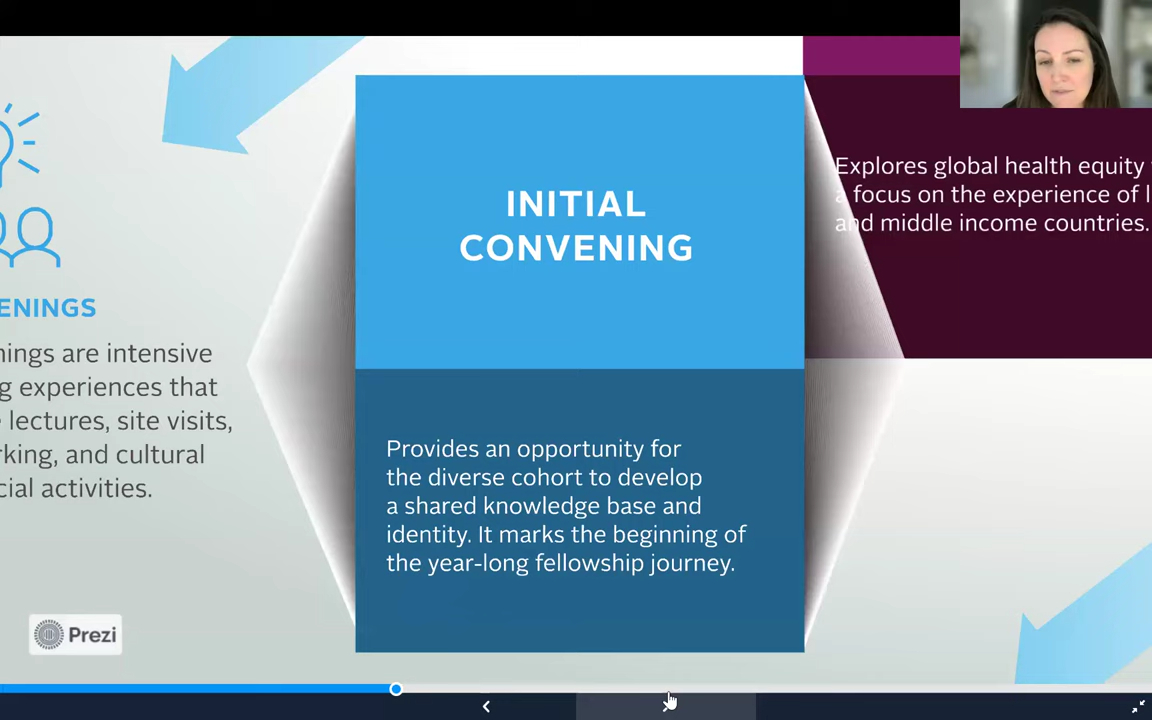 ENINGS
nings are intensive
g experiences that
lectures, site visits,
rking, and cultural
cial activities.
INITIAL
CONVENING
Provides an opportunity for
the diverse cohort to develop
a shared knowledge base and
identity. It marks the beginning of
the year-long fellowship journey.
Explores global health equity
a focus on the experience of l
and middle income countries.
Prezi